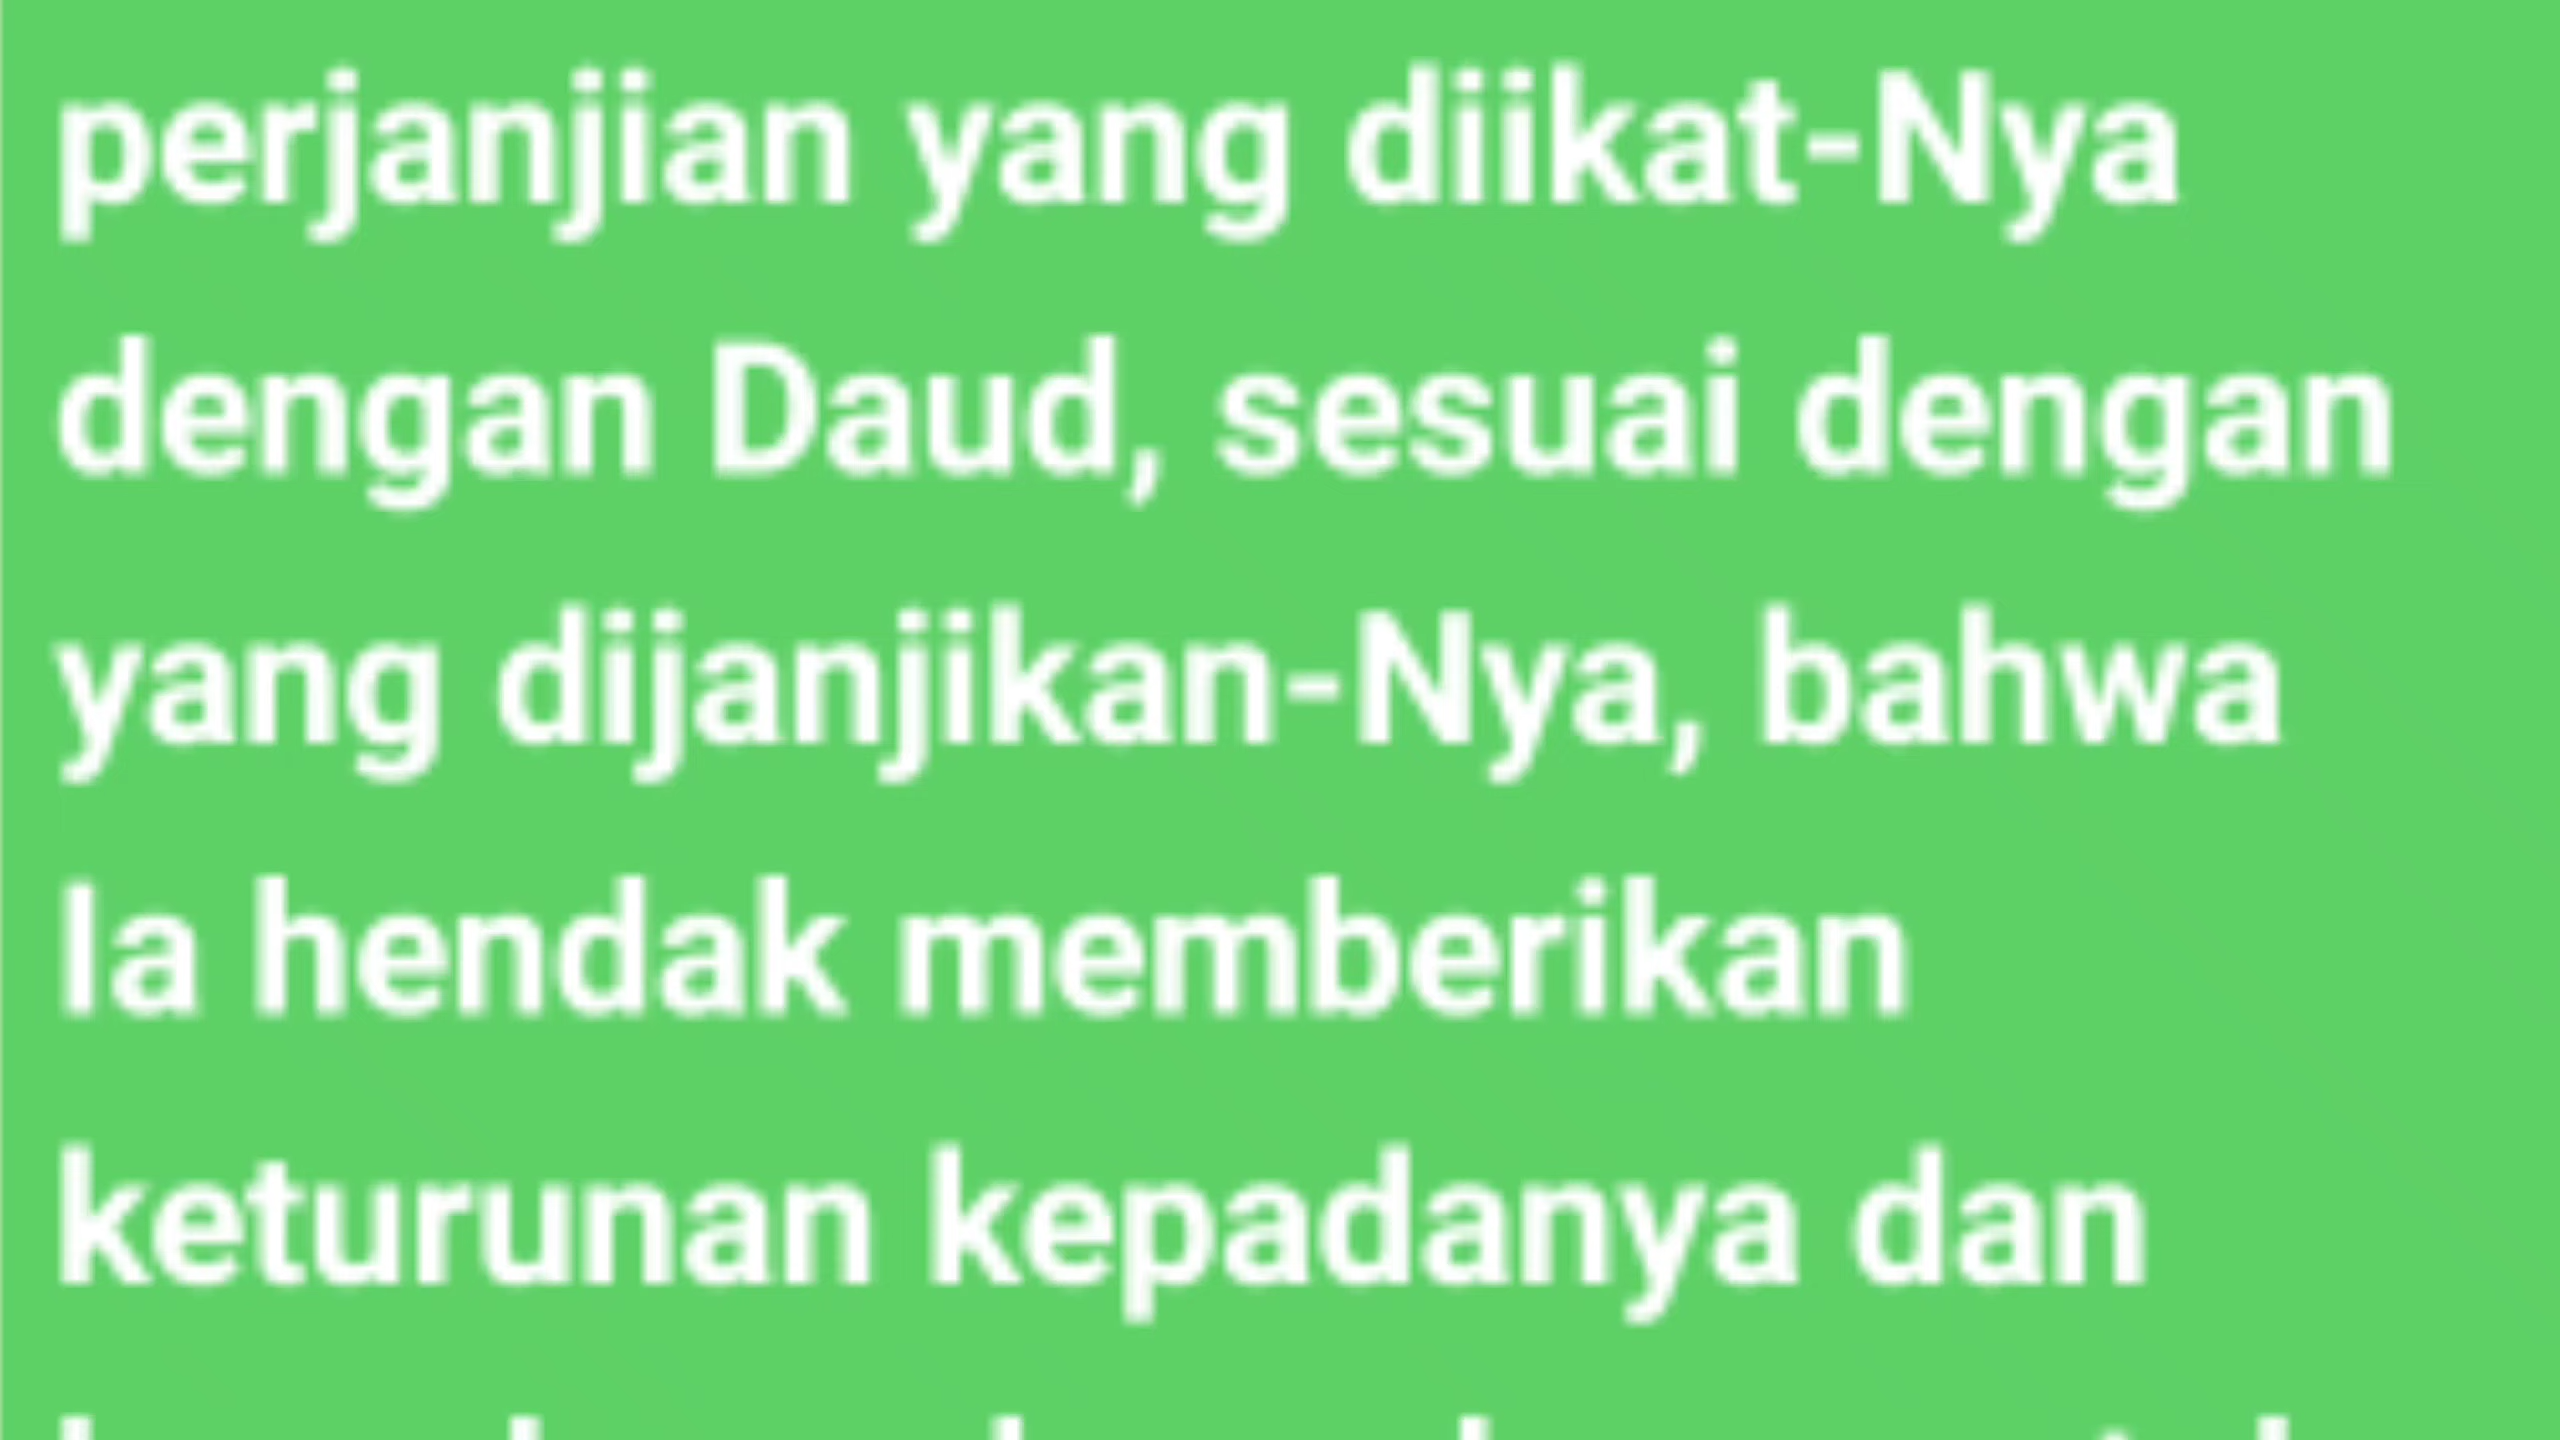 perjanjian yang diikat-Nya
dengan Daud, sesuai dengan
yang dijanjikan-Nya, bahwa
Ia hendak memberikan
keturunan kepadanya dan